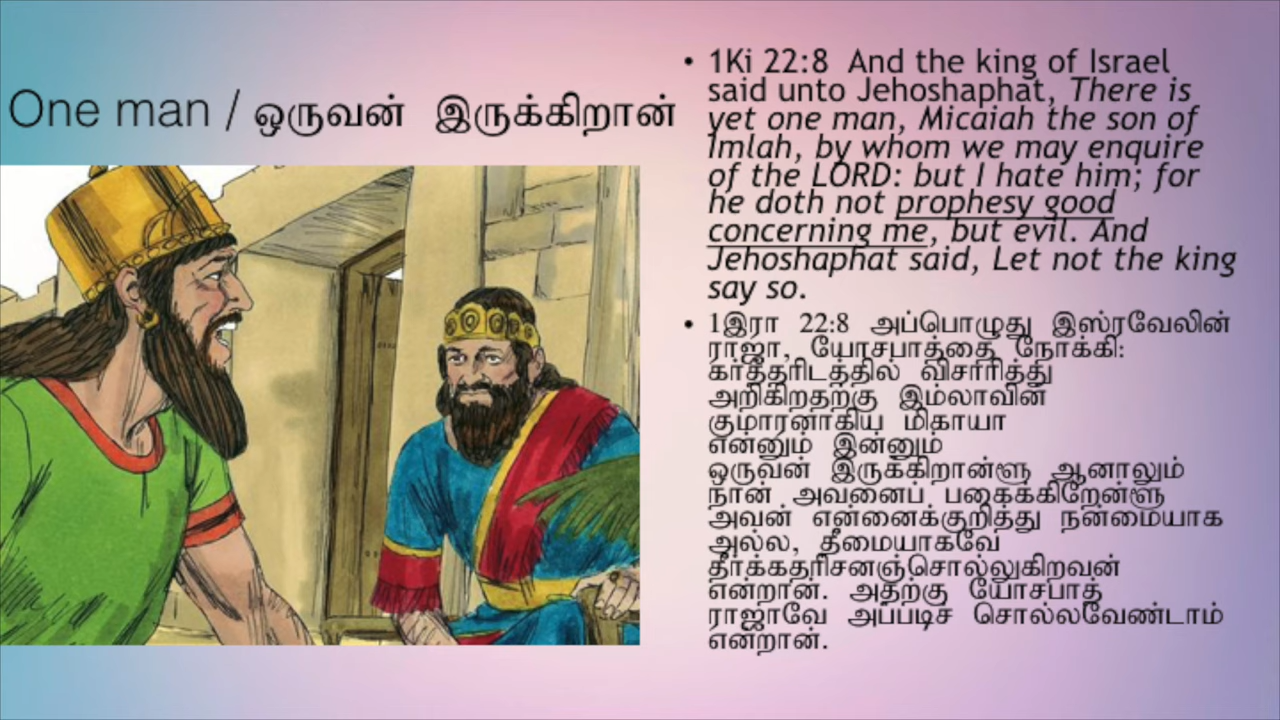 One man / ஒருவன் இருக்கிறான்
• 1Ki 22:8 And the king of Israel
said unto Jehoshaphat, There is
yet one man, Micaiah the son of
Imlah, by whom we may enquire
of the LORD: but I hate him; for
he doth not prophesy good
concerning me, but evil. And
Jehoshaphat said, Let not the king
say so.
• 1இரா 22:8 அப்பொழுது இஸ்ரவேலின்
ராஜா, யோசபாத்தை நோக்கி:
கர்த்தரிடத்தில் விசாரித்து
அறிகிறதற்கு இம்லாவின்
குமாரனாகிய மிகாயா
என்னும் இன்னும்
ஒருவன் இருக்கிறான்ளூ ஆனாலும்
நான் அவனைப் பகைக்கிறேன்ளூ
அவன் என்னைக்குறித்து நன்மையாக
அல்ல, தீமையாகவே
தீர்க்கதரிசனஞ்சொல்லுகிறவன்
என்றான். அதற்கு யோசபாத்
ராஜாவே அப்படிச் சொல்லவேண்டாம்
என்றான்.